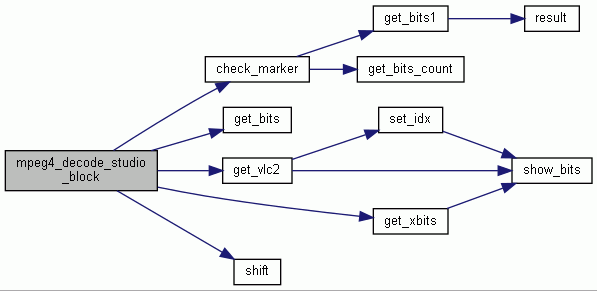 get_bits1
result
check_marker
get_bits_count
get_bits
set_idx
mpeg4_decode_studio
_block
get_vlc2
show_bits
get_xbits
shift